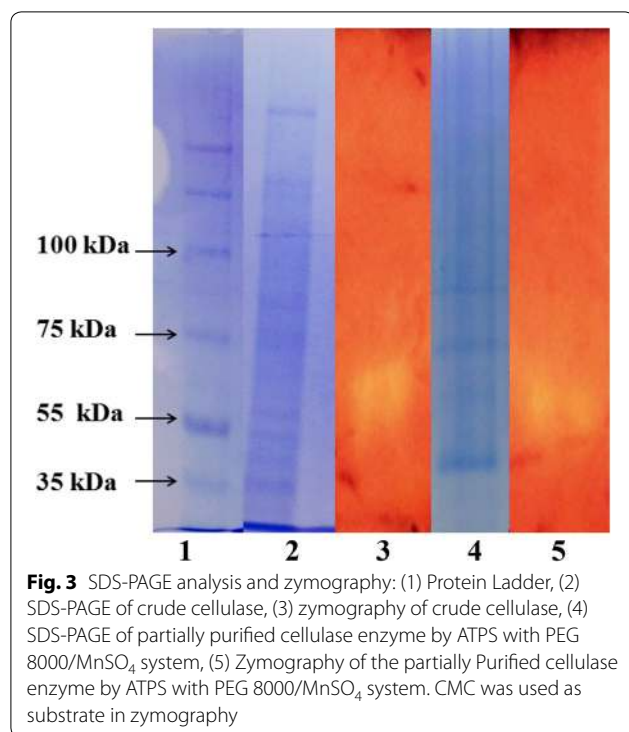 100 kDa
75 kDa
55 kDa
35 kDa
1 2 3 4 5
Fig. 3 SDS-PAGE analysis and zymography: (1) Protein Ladder, (2)
SDS-PAGE of crude cellulase, (3) zymography of crude cellulase, (4)
SDS-PAGE of partially purified cellulase enzyme by ATPS with PEG
8000/MnSO₄ system, (5) Zymography of the partially Purified cellulase
enzyme by ATPS with PEG 8000/MnSO₄ system. CMC was used as
substrate in zymography